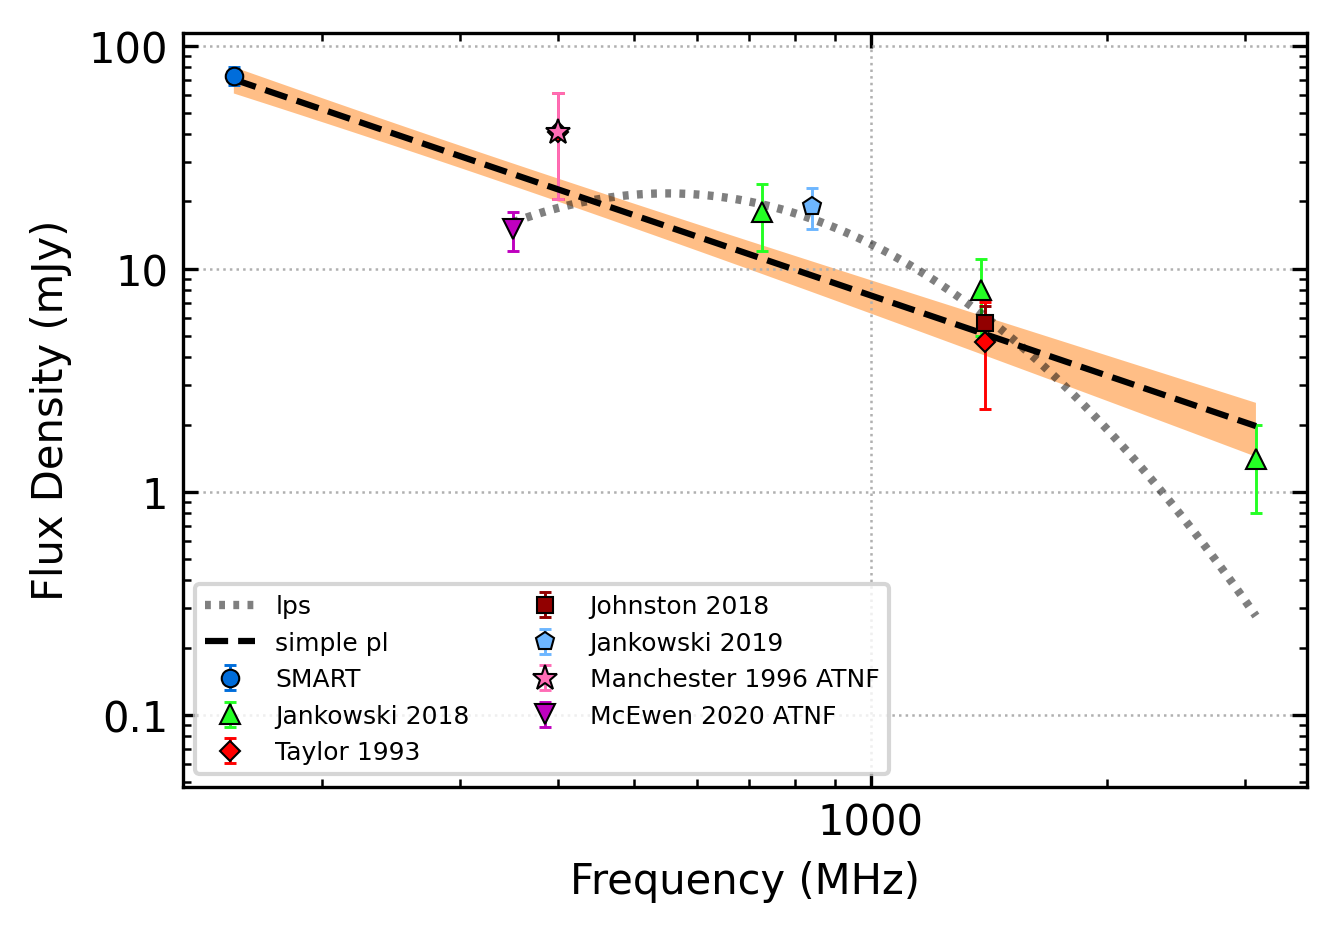 100
10
1
0.1
Flux Density (mJy)
lps
simple pl
SMART
Jankowski 2018
Taylor 1993
Johnston 2018
Jankowski 2019
Manchester 1996 ATNF
McEwen 2020 ATNF
1000
Frequency (MHz)